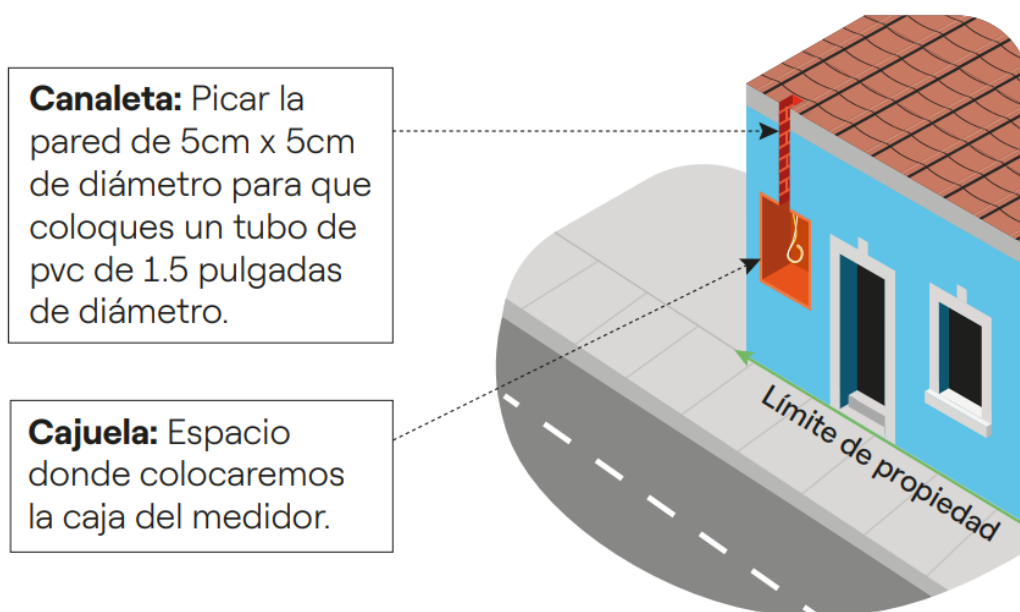 Canaleta: Picar la
pared de 5cm x 5cm
de diámetro para que
coloques un tubo de
pvc de 1.5 pulgadas
de diámetro.
Cajuela: Espacio
donde colocaremos
la caja del medidor.
Límite de propiedad